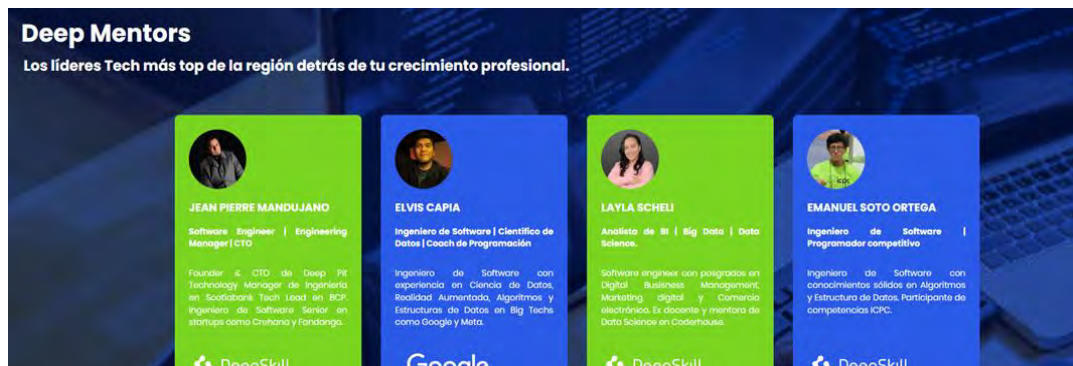 Deep Mentors
Los líderes Tech más top de la región detrás de tu crecimiento profesional.
JEAN PIERRE MANDUJANO
Software Engineer | Engineering
Manager | CTO
Founder & CTO de Deep Pit
Technology Manager de Ingeniería
en Scotiabank Tech Lead en BCP.
Ingeniero de Software Senior en
startups como Crehana y Fandango.
DeepSkill
ELVIS CAPIA
Ingeniero de Software | Científico de
Datos | Coach de Programación
Ingeniero de Software con
experiencia en Ciencia de Datos,
Realidad Aumentada, Algoritmos y
Estructuras de Datos en Big Techs
como Google y Meta.
Google
LAYLA SCHELI
Analista de BI | Big Data | Data
Science.
Software engineer con posgrados en
Digital Busisness Management,
Marketing digital y Comercio
electrónico. Ex docente y mentora de
Data Science en Coderhouse.
DeepSkill
EMANUEL SOTO ORTEGA
Ingeniero de Software |
Programador competitivo
Ingeniero de Software con
conocimientos sólidos en Algoritmos
y Estructura de Datos. Participante de
competencias ICPC.
DeepSkill